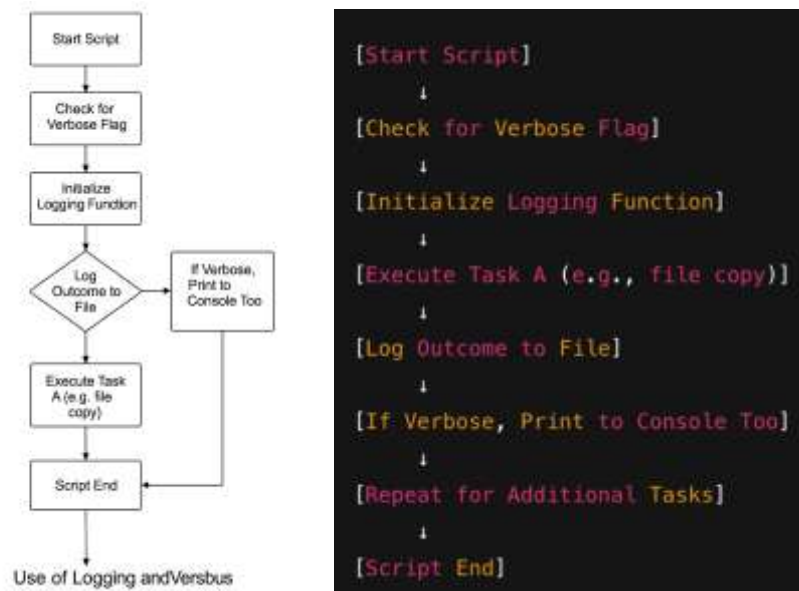 Start Script
Check for
Verbose Flag
Initialize
Logging Function
Log
Outcome to
File
If Verbose,
Print to
Console Too
Execute Task
A (e.g. file
copy)
Script End
Use of Logging andVersbus
[Start Script]
↓
[Check for Verbose Flag]
↓
[Initialize Logging Function]
↓
[Execute Task A (e.g., file copy)]
↓
[Log Outcome to File]
↓
[If Verbose, Print to Console Too]
↓
[Repeat for Additional Tasks]
↓
[Script End]